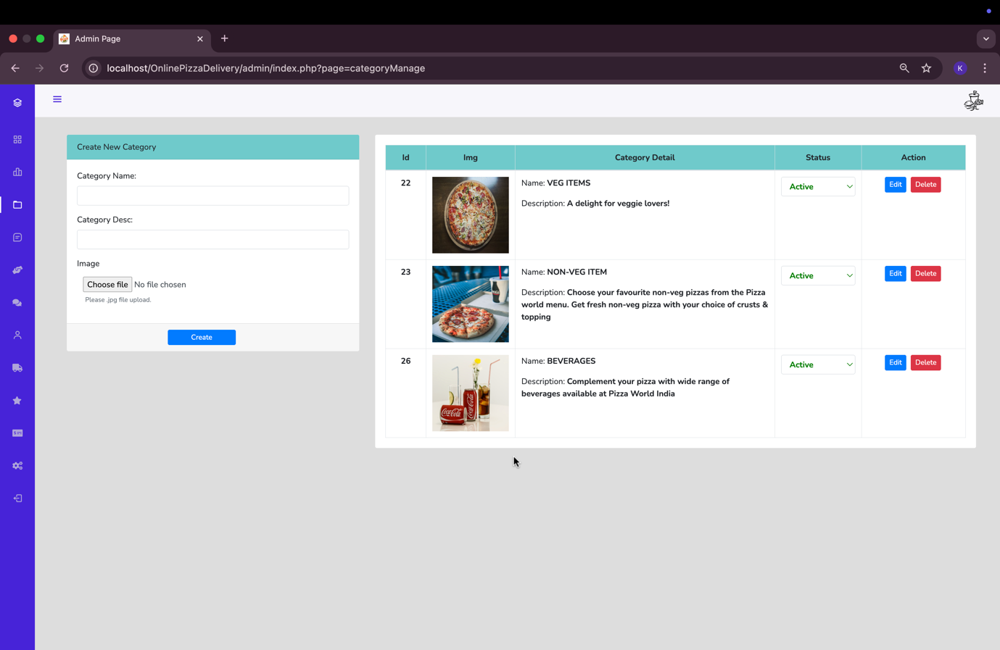 Admin Page
localhost/OnlinePizzaDelivery/admin/index.php?page=categoryManage
K
Create New Category
Category Name:
Category Desc:
Image
Choose file No file chosen
Please .jpg file upload.
Create
Id Img Category Detail Status Action
22 Name: VEG ITEMS Active Edit Delete
Description: A delight for veggie lovers!
23 Name: NON-VEG ITEM Active Edit Delete
Description: Choose your favourite non-veg pizzas from the Pizza
world menu. Get fresh non-veg pizza with your choice of crusts &
topping
26 Name: BEVERAGES Active Edit Delete
Description: Complement your pizza with wide range of
beverages available at Pizza World India
Coca-Cola
Coca-Cola